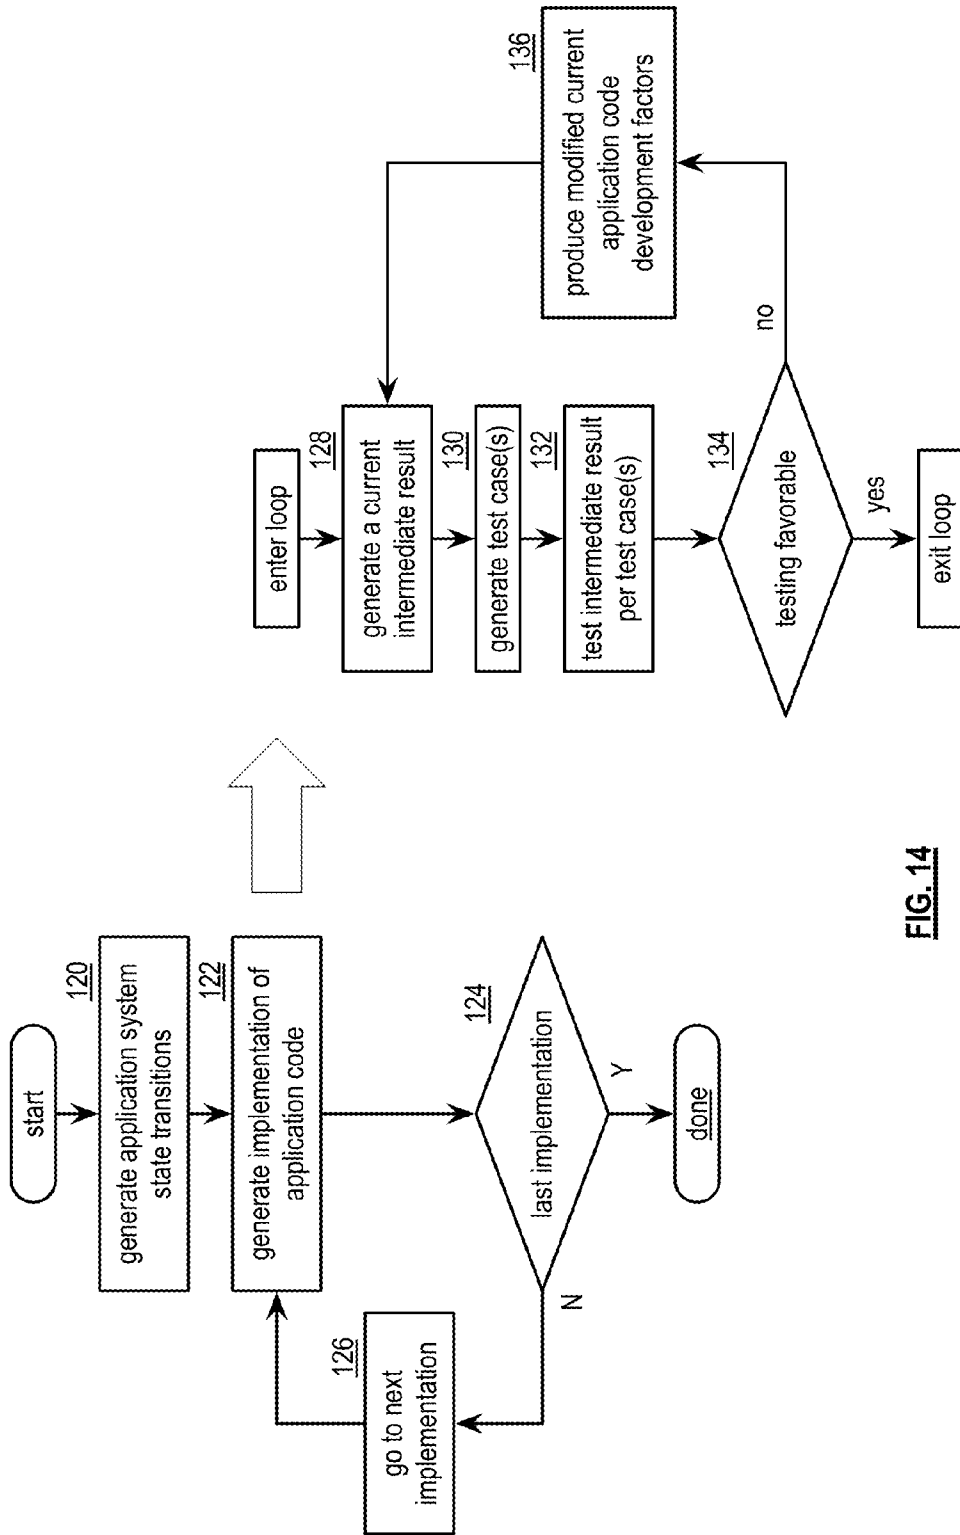 start
120
generate application system
state transitions
122
generate implementation of
application code
124
last implementation
N
Y
126
go to next
implementation
done
enter loop
128
generate a current
intermediate result
130
generate test case(s)
132
test intermediate result
per test case(s)
134
testing favorable
no
yes
136
produce modified current
application code
development factors
exit loop
FIG. 14